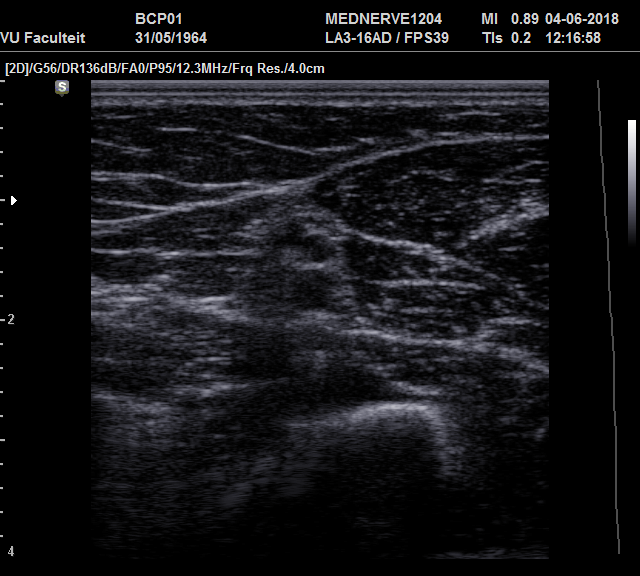 BCP01 MEDNERVE1204 MI 0.89 04-06-2018
VU Faculteit 31/05/1964 LA3-16AD / FPS39 TIs 0.2 12:16:58
[2D]/G56/DR136dB/FA0/P95/12.3MHz/Frq Res./4.0cm
S
2
4